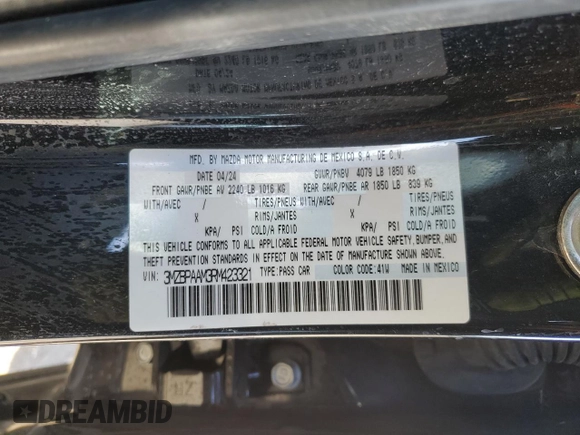 MFD. BY MAZDA MOTOR MANUFACTURING DE MEXICO S.A. DE C.V.
DATE 04/24 GVWR/PNBV 4079 LB 1850 KG
FRONT GAWR/PNBE AV 2240 LB 1016 KG REAR GAWR/PNBE AR 1850 LB 839 KG
WITH/AVEC / TIRES/PNEUS WITH/AVEC / TIRES/PNEUS
X RIMS/JANTES X RIMS/JANTES
KPA/ PSI COLD/A FROID KPA/ PSI COLD/A FROID
THIS VEHICLE CONFORMS TO ALL APPLICABLE FEDERAL MOTOR VEHICLE SAFETY, BUMPER, AND
THEFT PREVENTION STANDARDS IN EFFECT ON THE DATE OF MANUFACTURE SHOWN ABOVE.
VIN: 3MZBPAAM3RM423321 TYPE: PASS CAR COLOR CODE: 41W MADE IN MEXICO
DREAMBID